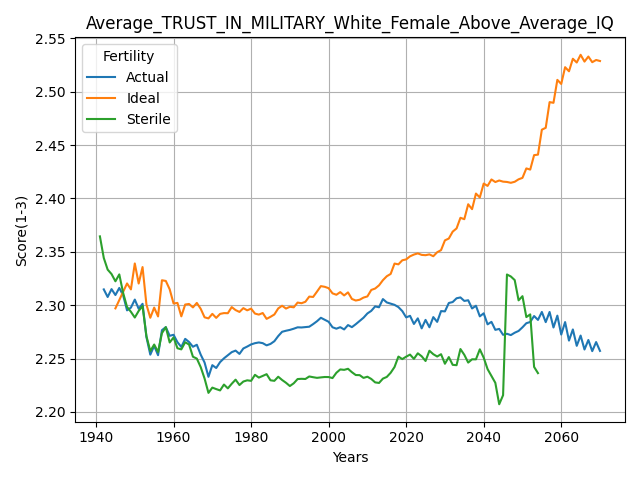 Average_TRUST_IN_MILITARY_White_Female_Above_Average_IQ
Score(1-3)
2.55
2.50
2.45
2.40
2.35
2.30
2.25
2.20
Fertility
Actual
Ideal
Sterile
1940 1960 1980 2000 2020 2040 2060
Years